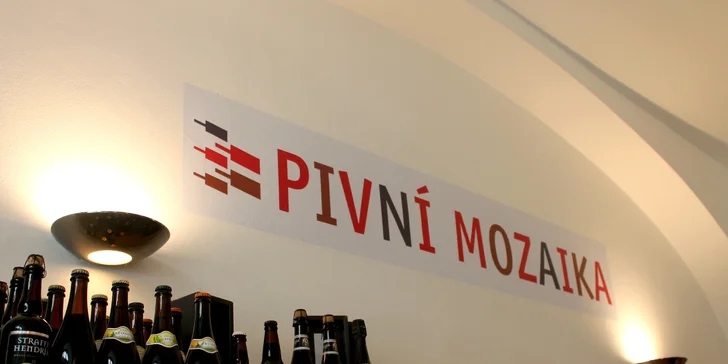 PIVNÍ MOZAIKA
STRAFFE
HENDRIK